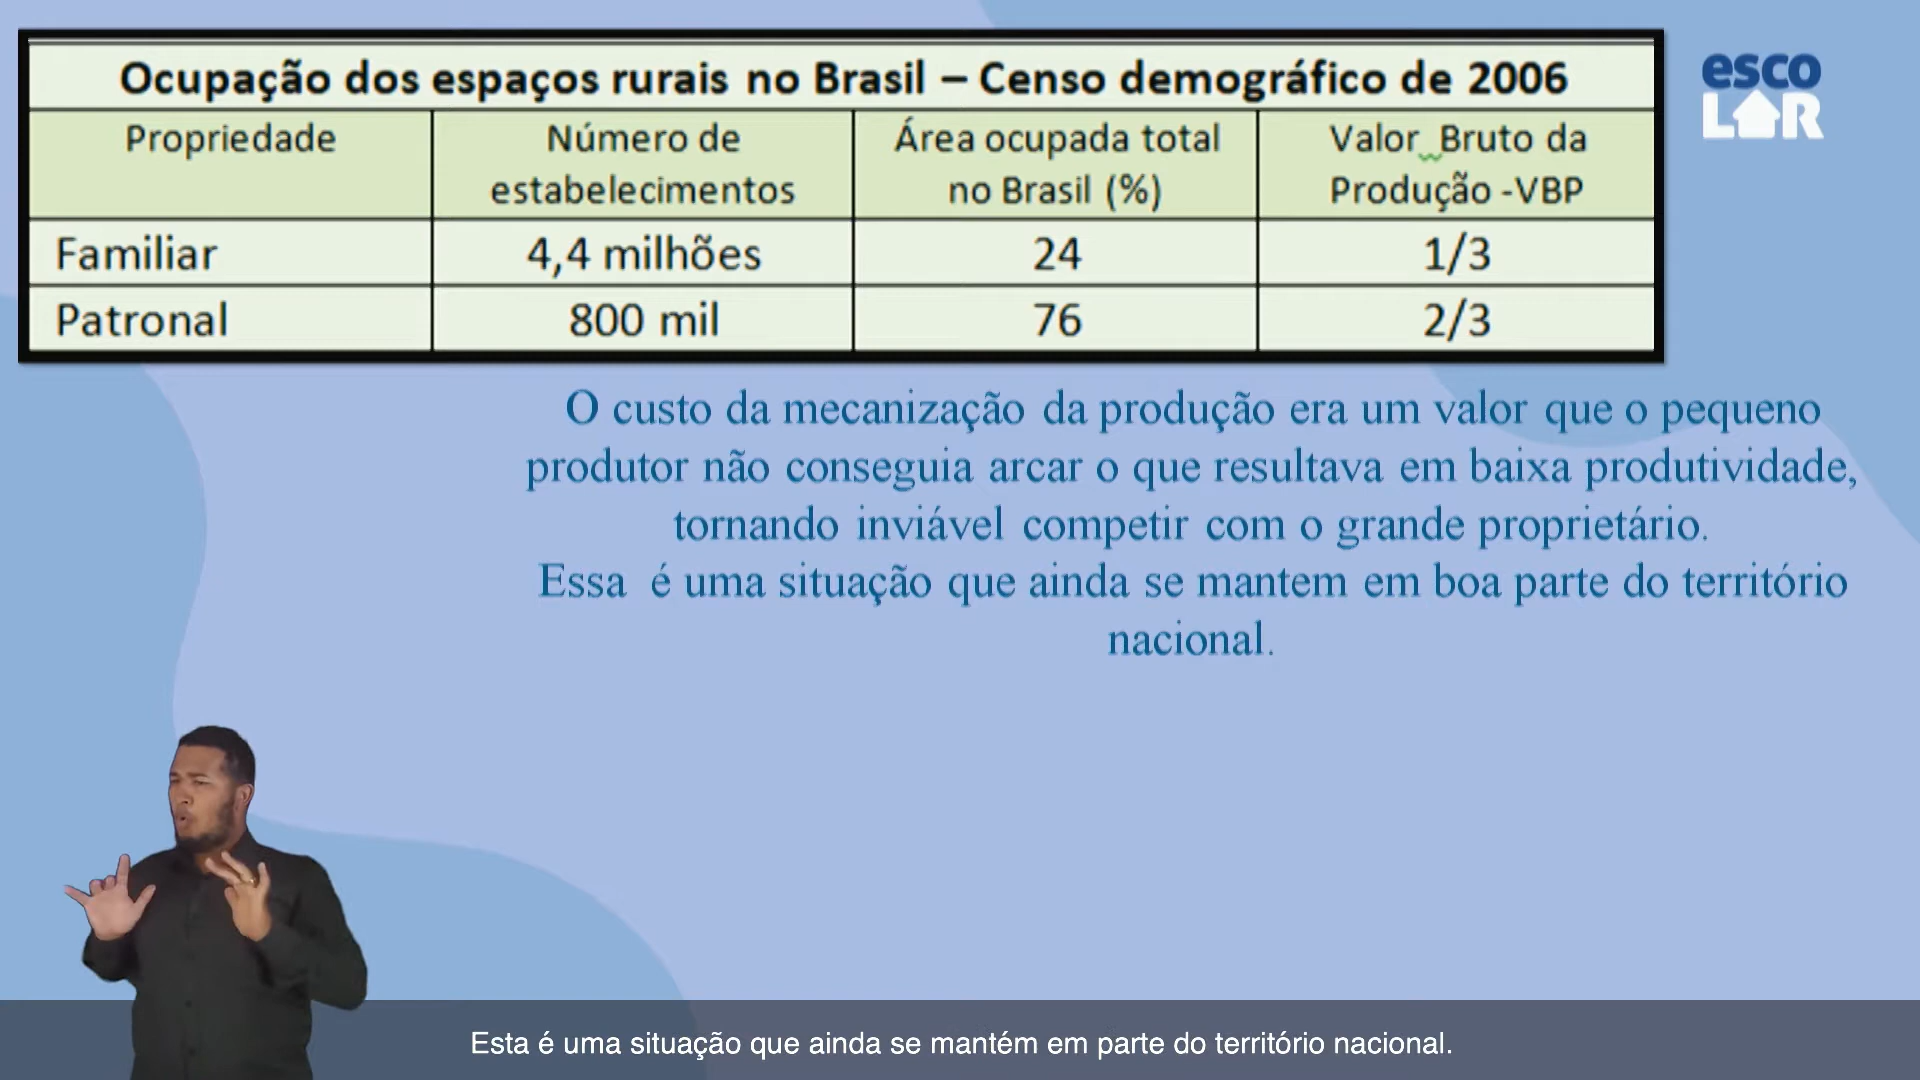 Ocupação dos espaços rurais no Brasil – Censo demográfico de 2006
Propriedade
Número de
estabelecimentos
Área ocupada total
no Brasil (%)
Valor Bruto da
Produção -VBP
Familiar 4,4 milhões 24 1/3
Patronal 800 mil 76 2/3
esco
LAR
O custo da mecanização da produção era um valor que o pequeno
produtor não conseguia arcar o que resultava em baixa produtividade,
tornando inviável competir com o grande proprietário.
Essa é uma situação que ainda se mantem em boa parte do território
nacional.
Esta é uma situação que ainda se mantém em parte do território nacional.